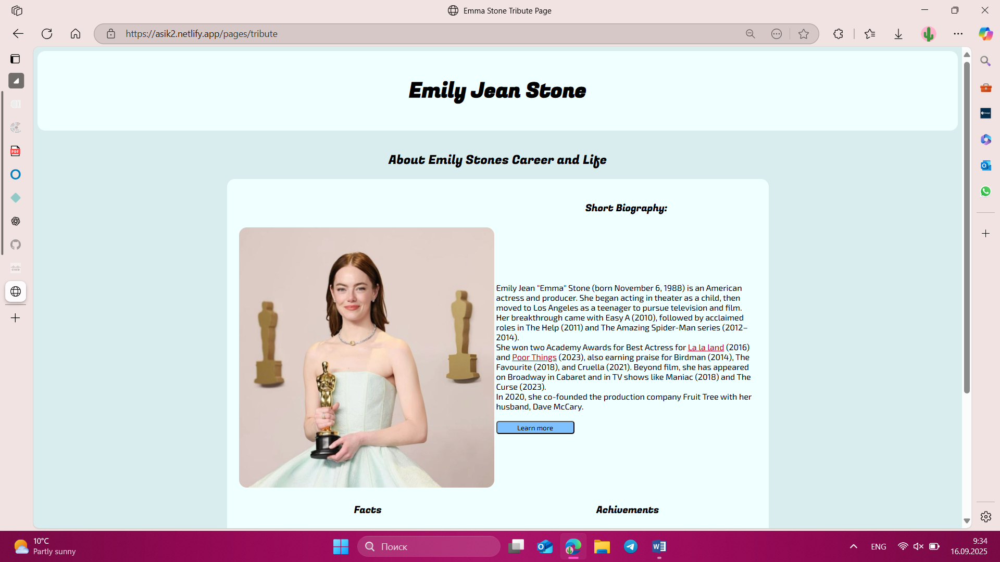 Emma Stone Tribute Page
https://asik2.netlify.app/pages/tribute
Emily Jean Stone
About Emily Stones Career and Life
Short Biography:
Emily Jean "Emma" Stone (born November 6, 1988) is an American
actress and producer. She began acting in theater as a child, then
moved to Los Angeles as a teenager to pursue television and film.
Her breakthrough came with Easy A (2010), followed by acclaimed
roles in The Help (2011) and The Amazing Spider-Man series (2012–
2014).
She won two Academy Awards for Best Actress for La la land (2016)
and Poor Things (2023), also earning praise for Birdman (2014), The
Favourite (2018), and Cruella (2021). Beyond film, she has appeared
on Broadway in Cabaret and in TV shows like Maniac (2018) and The
Curse (2023).
In 2020, she co-founded the production company Fruit Tree with her
husband, Dave McCary.
Learn more
Facts
Achivements
PDF
CISCO
10°C
Partly sunny
Поиск
ENG
9:34
16.09.2025